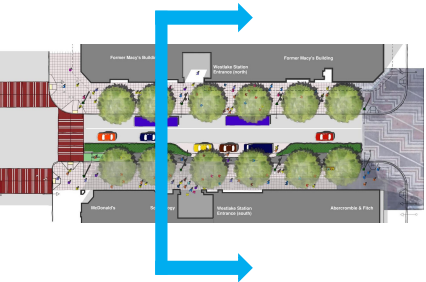 Former Macy's Building
Former Macy's Building
Westlake Station
Entrance (north)
McDonald's
Westlake Station
Entrance (south)
Abercrombie & Fitch